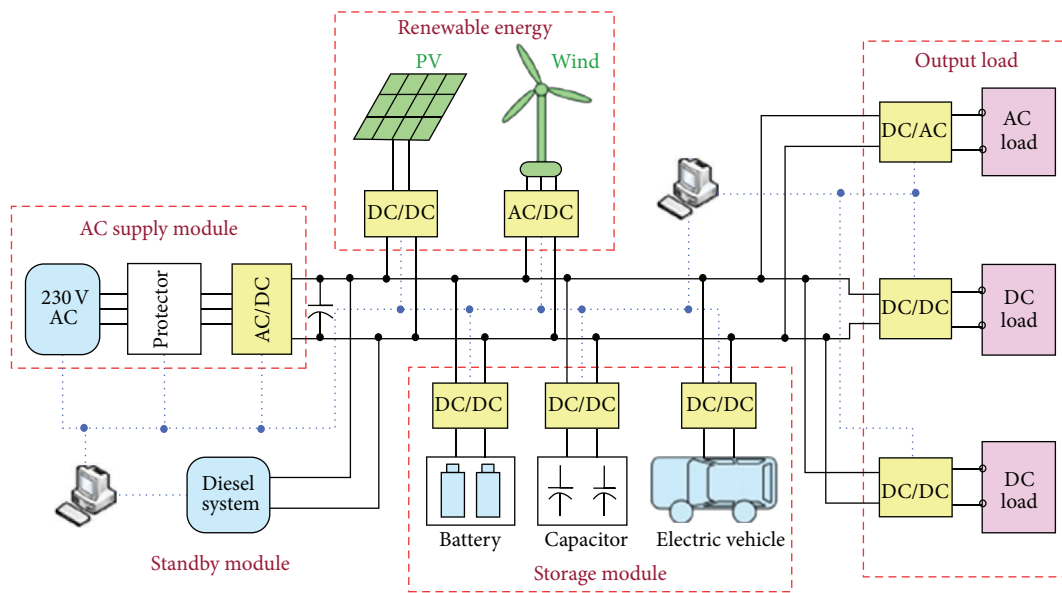 Renewable energy
PV
Wind
DC/DC
AC/DC
AC supply module
230 V
AC
Protector
AC/DC
Diesel
system
Standby module
DC/DC
DC/DC
DC/DC
Battery
Capacitor
Electric vehicle
Storage module
Output load
DC/AC
AC
load
DC/DC
DC
load
DC/DC
DC
load